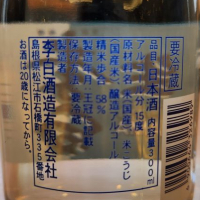 要冷蔵
品目 日本酒 内容量300ml
アルコール分 15度
原材料名 米(国産)、米こうじ
(国産米)、醸造アルコール
精米歩合 58%
製造年月 王冠に記載
保存方法 要冷蔵
製造者
李白酒造有限会社
島根県松江市石橋町335番地
お酒は20歳になってから。